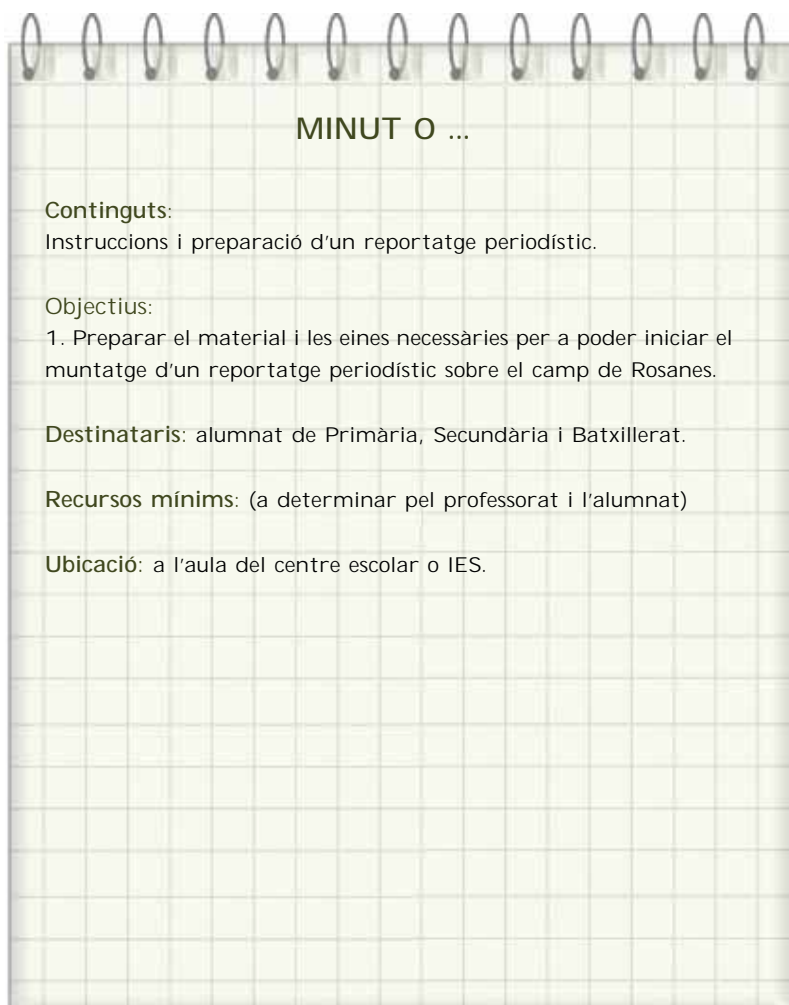 MINUT O ...
Continguts:
Instruccions i preparació d'un reportatge periodístic.
Objectius:
1. Preparar el material i les eines necessàries per a poder iniciar el
muntatge d'un reportatge periodístic sobre el camp de Rosanes.
Destinataris: alumnat de Primària, Secundària i Batxillerat.
Recursos mínims: (a determinar pel professorat i l'alumnat)
Ubicació: a l'aula del centre escolar o IES.